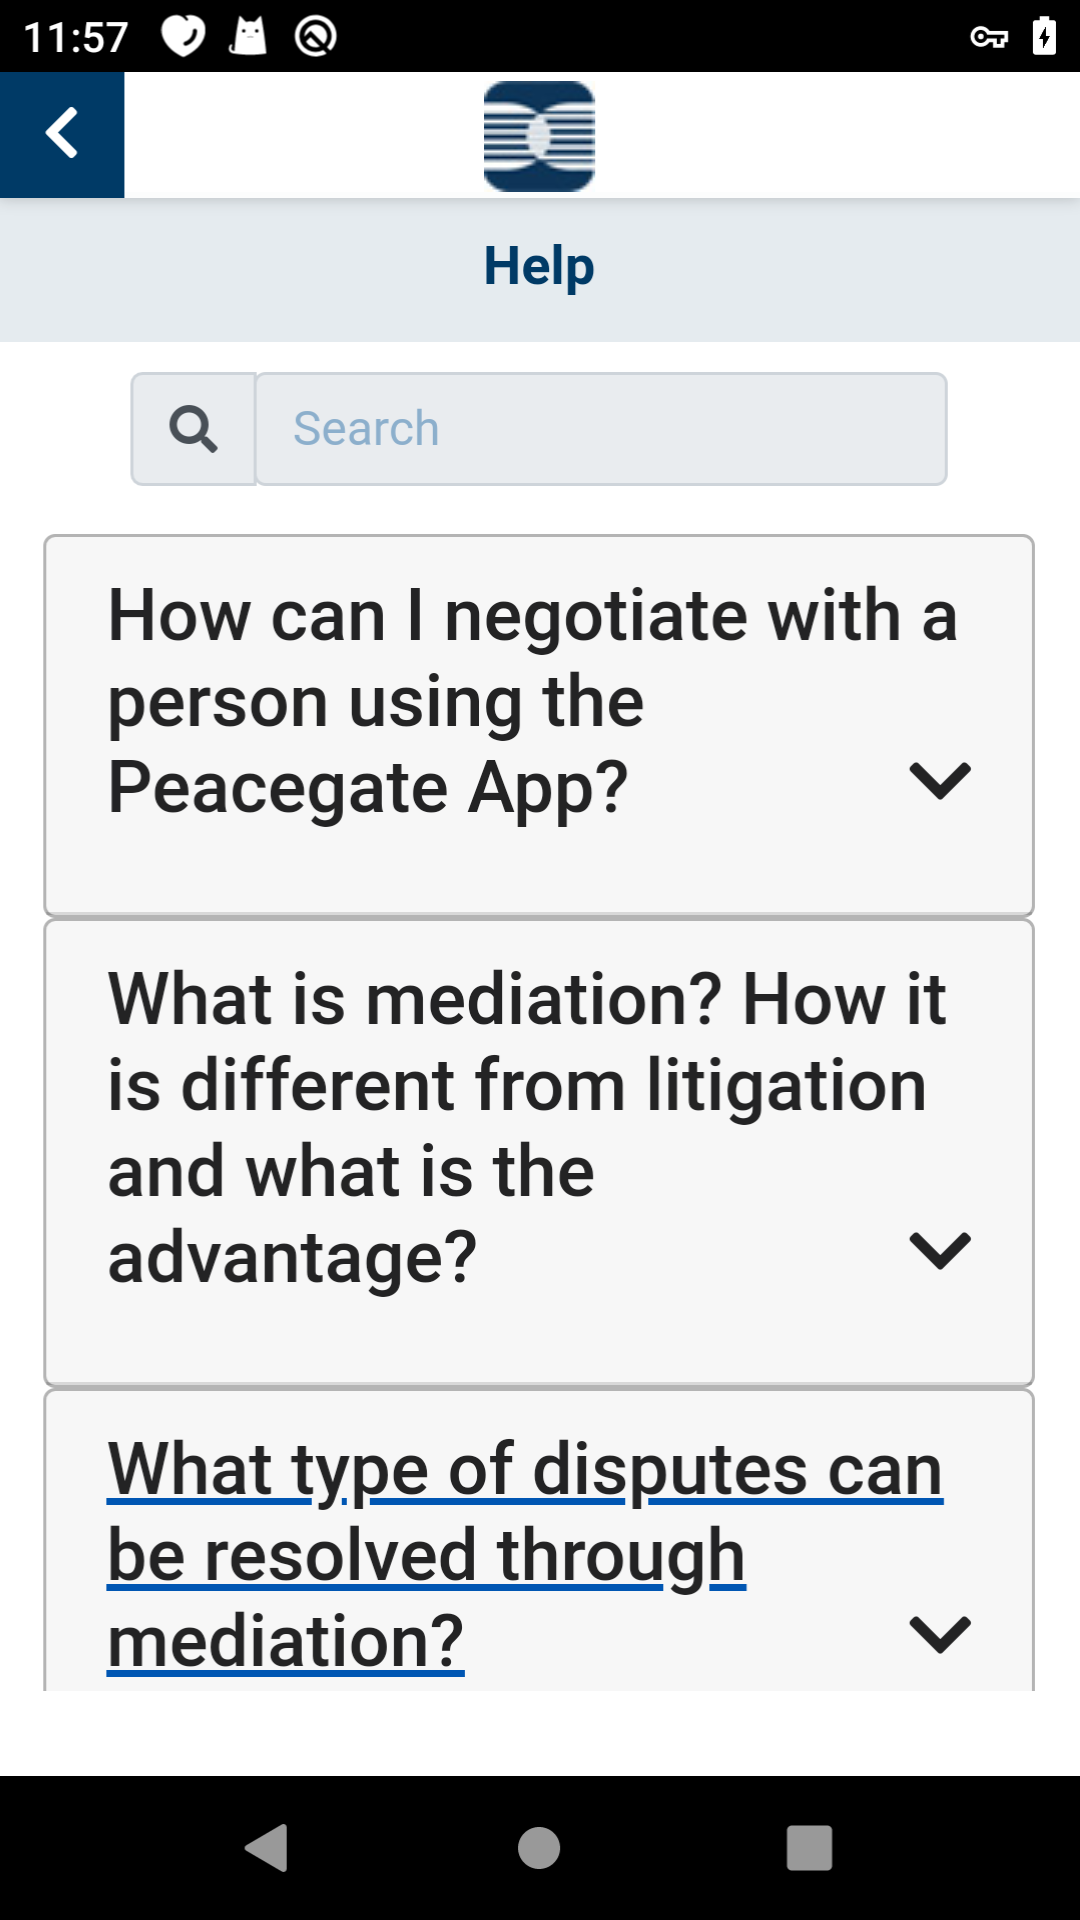 11:57
Help
Search
How can I negotiate with a
person using the
Peacegate App?
What is mediation? How it
is different from litigation
and what is the
advantage?
What type of disputes can
be resolved through
mediation?